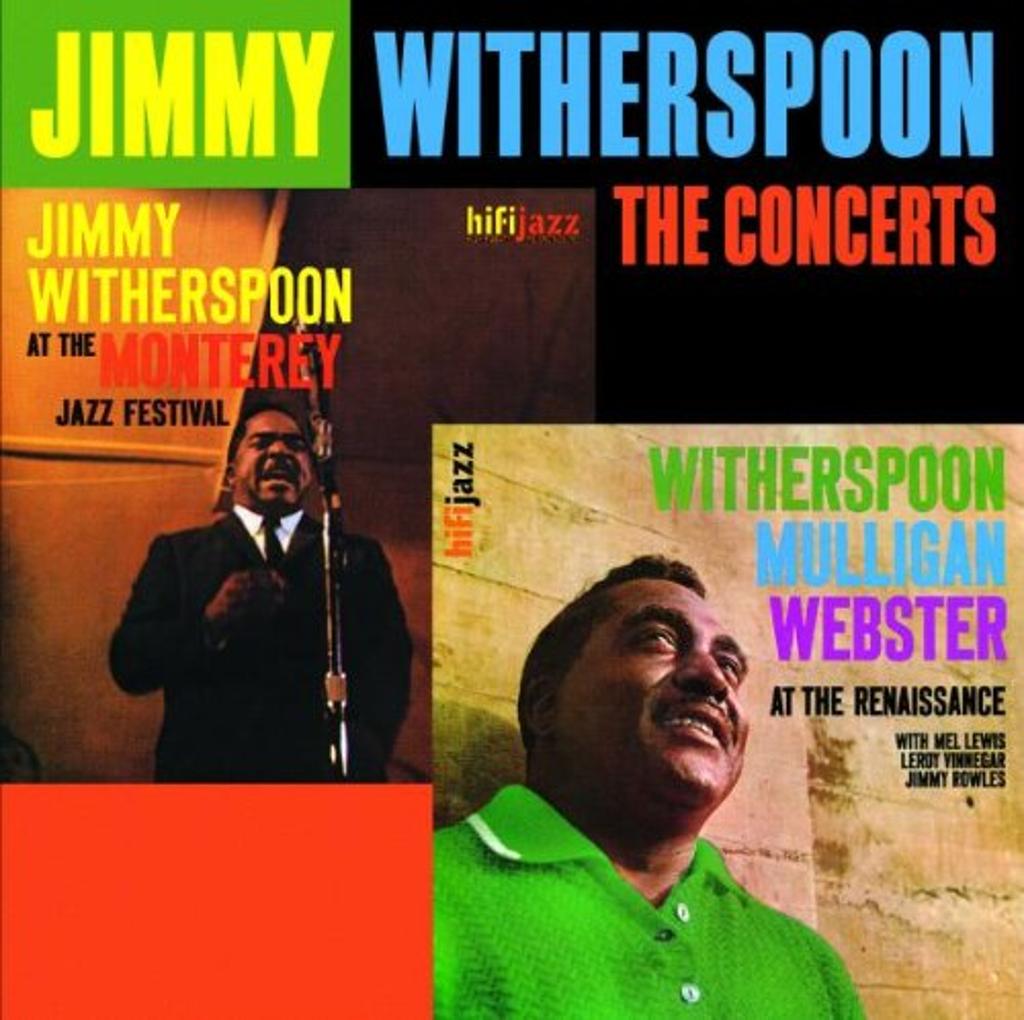 JIMMY WITHERSPOON
THE CONCERTS
hifijazz
JIMMY
WITHERSPOON
AT THE MONTEREY
JAZZ FESTIVAL
hifijazz
WITHERSPOON
MULLIGAN
WEBSTER
AT THE RENAISSANCE
WITH MEL LEWIS
LEROY VINNEGAR
JIMMY ROWLES